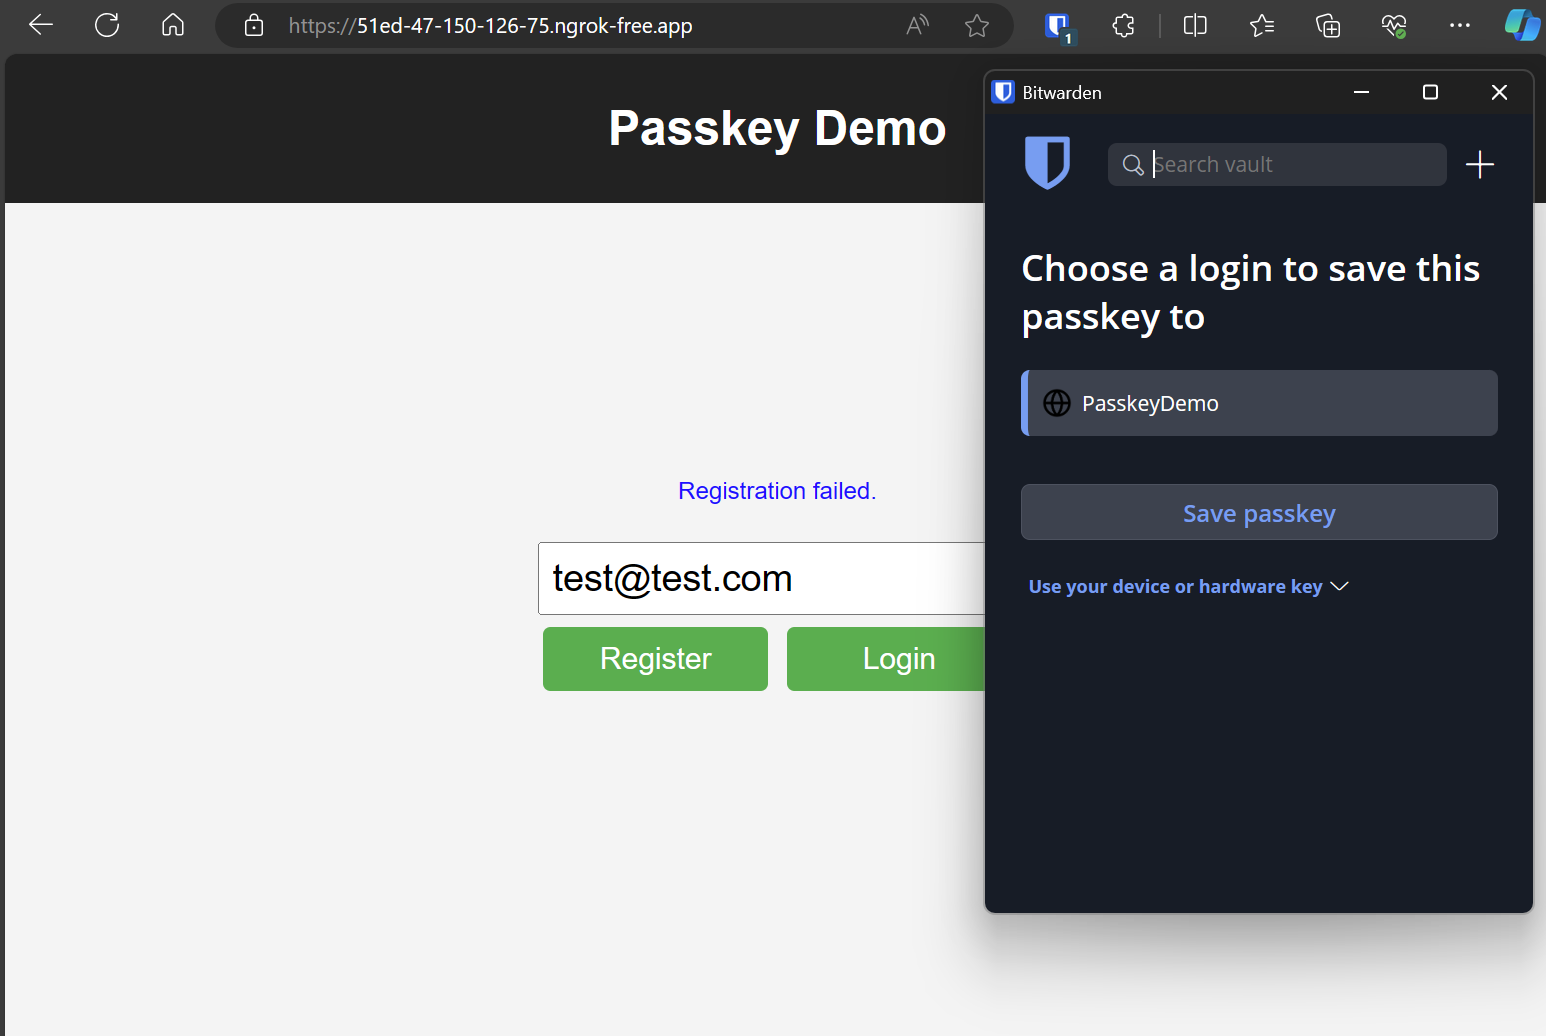 https://51ed-47-150-126-75.ngrok-free.app
1
Passkey Demo
Registration failed.
test@test.com
Register
Login
Bitwarden
Search vault
Choose a login to save this
passkey to
PasskeyDemo
Save passkey
Use your device or hardware key